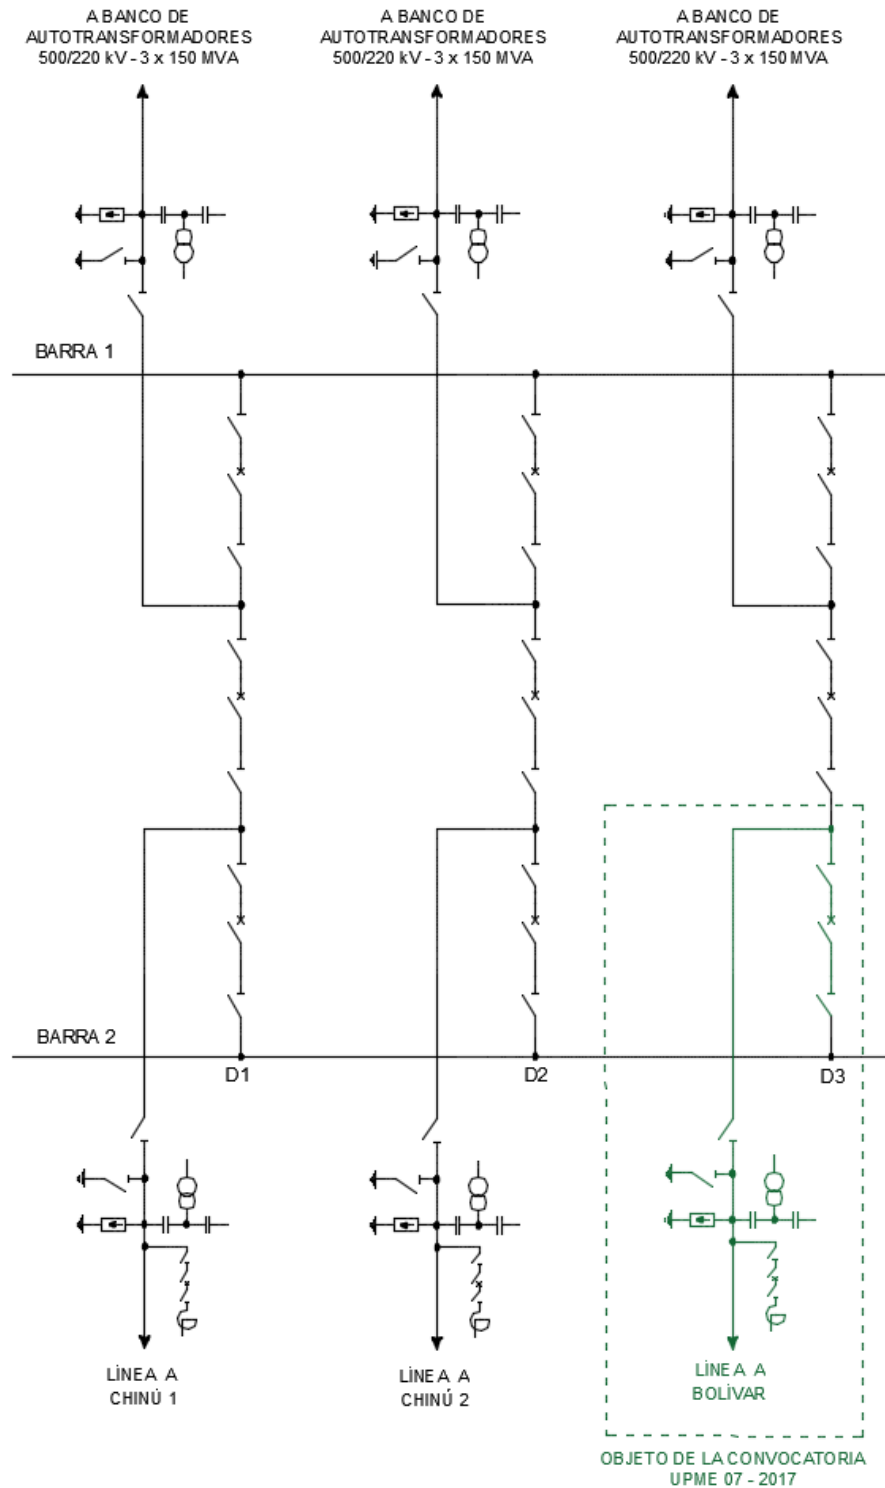 A BANCO DE
AUTOTRANSFORMADORES
500/220 kV - 3 x 150 MVA
A BANCO DE
AUTOTRANSFORMADORES
500/220 kV - 3 x 150 MVA
A BANCO DE
AUTOTRANSFORMADORES
500/220 kV - 3 x 150 MVA
BARRA 1
BARRA 2
D1
D2
D3
LÍNEA A
CHINÚ 1
LÍNEA A
CHINÚ 2
LÍNEA A
BOLÍVAR
OBJETO DE LA CONVOCATORIA
UPME 07 - 2017